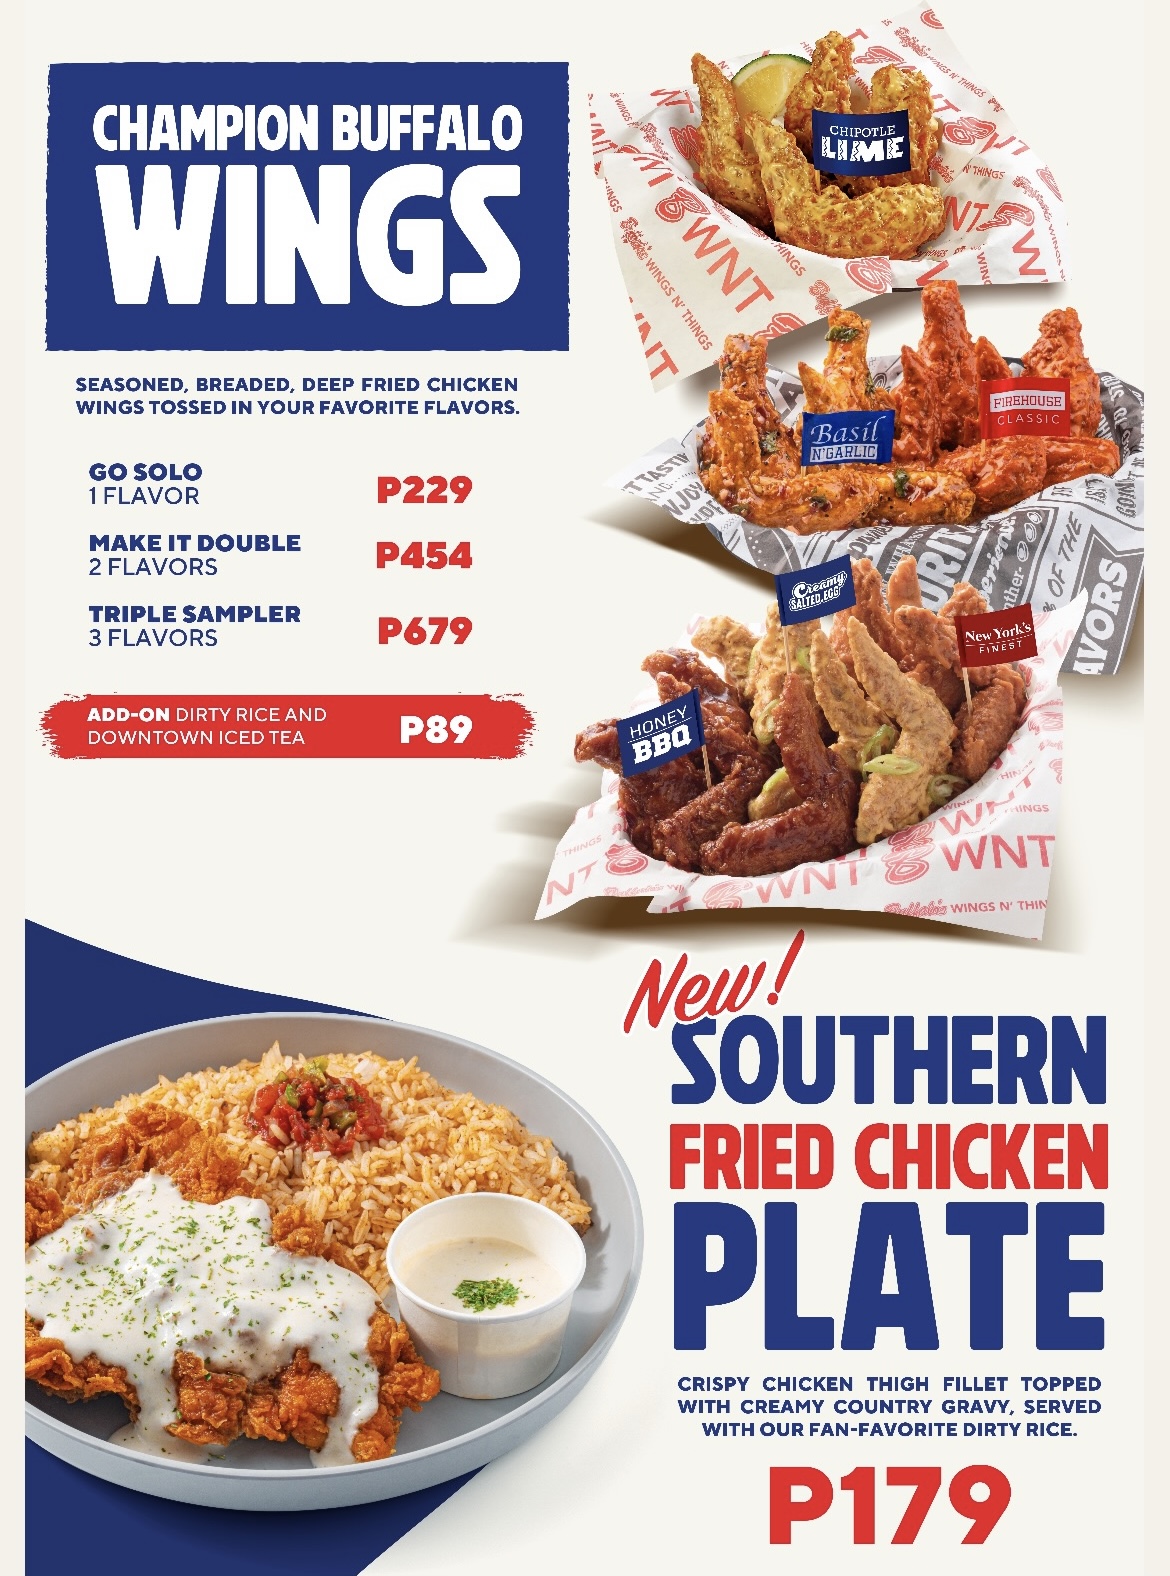 CHAMPION BUFFALO
WINGS
SEASONED, BREADED, DEEP FRIED CHICKEN
WINGS TOSSED IN YOUR FAVORITE FLAVORS.
GO SOLO
1 FLAVOR
P229
MAKE IT DOUBLE
2 FLAVORS
P454
TRIPLE SAMPLER
3 FLAVORS
P679
ADD-ON DIRTY RICE AND
DOWNTOWN ICED TEA
P89
CHIPOTLE
LIME
Basil
N'GARLIC
FIREHOUSE
CLASSIC
Creamy
SALTED EGG
New York's
FINEST
HONEY
BBQ
WNT
WINGS N' THINGS
OF THE
WNT
WNT
New!
SOUTHERN
FRIED CHICKEN
PLATE
CRISPY CHICKEN THIGH FILLET TOPPED
WITH CREAMY COUNTRY GRAVY, SERVED
WITH OUR FAN-FAVORITE DIRTY RICE.
P179